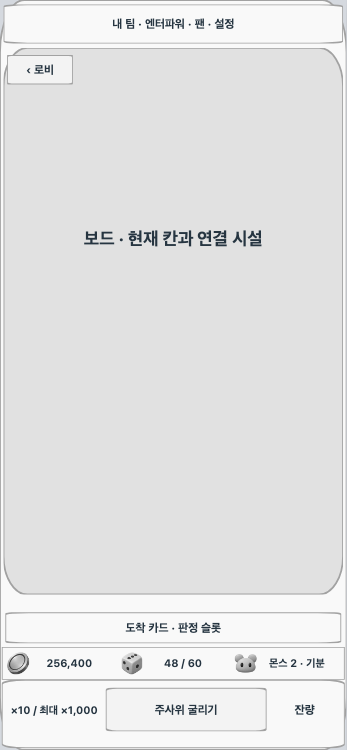 내 팀 · 엔터파워 · 팬 · 설정
‹ 로비
보드 · 현재 칸과 연결 시설
도착 카드 · 판정 슬롯
256,400
48 / 60
몬스 2 · 기분
×10 / 최대 ×1,000
주사위 굴리기
잔량